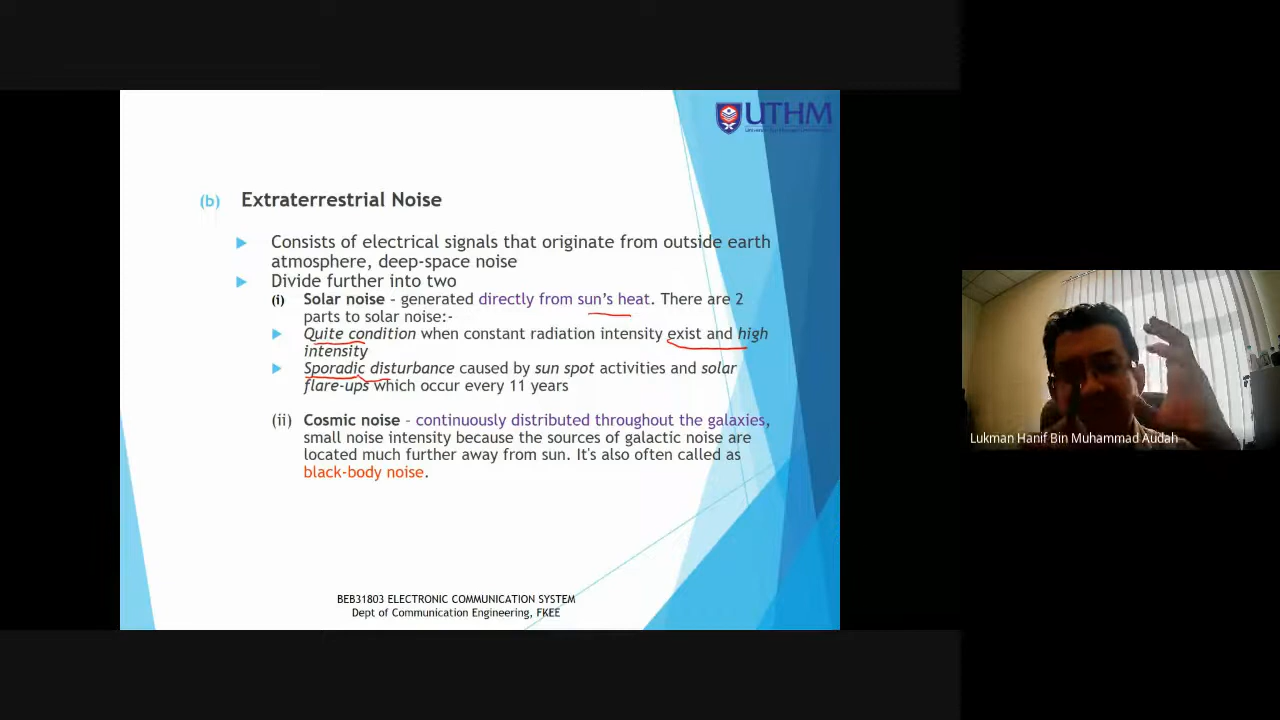 UTHM
(b) Extraterrestrial Noise
Consists of electrical signals that originate from outside earth
atmosphere, deep-space noise
Divide further into two
(i) Solar noise – generated directly from sun's heat. There are 2
parts to solar noise:-
Quite condition when constant radiation intensity exist and high
intensity
Sporadic disturbance caused by sun spot activities and solar
flare-ups which occur every 11 years
(ii) Cosmic noise – continuously distributed throughout the galaxies,
small noise intensity because the sources of galactic noise are
located much further away from sun. It's also often called as
black-body noise.
BEB31803 ELECTRONIC COMMUNICATION SYSTEM
Dept of Communication Engineering, FKEE
Lukman Hanif Bin Muhammad Audah